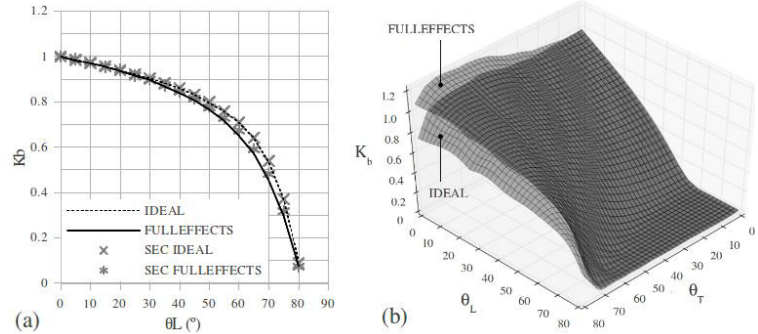 1.2
1
0.8
0.6
0.4
0.2
0
Kb
IDEAL
FULLEFFECTS
SEC IDEAL
SEC FULLEFFECTS
0 10 20 30 40 50 60 70 80 90
θL (º)
(a)
FULLEFFECTS
1.2
1.0
0.8
0.6
0.4
0.2
0
K_b
IDEAL
0 10 20 30 40 50 60 70 80
θ_L
80 70 60 50 40 30 20 10 0
θ_T
(b)